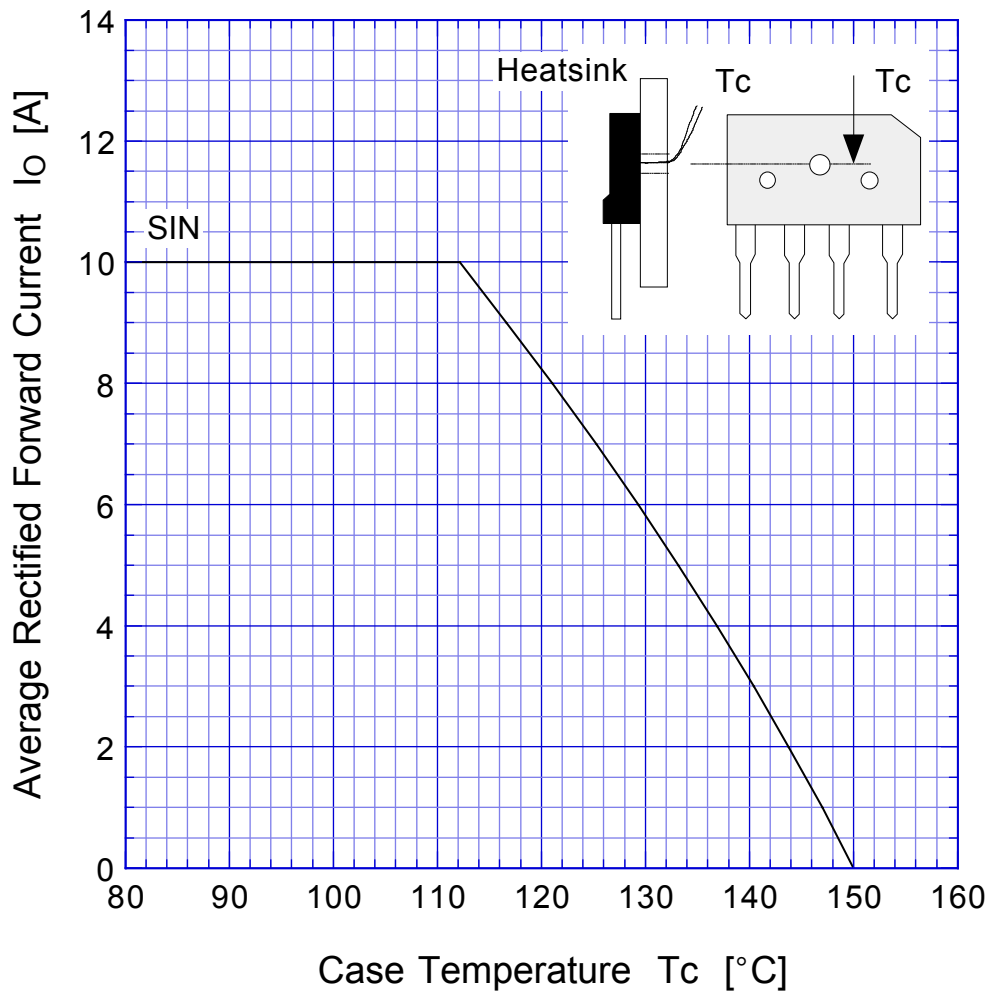 14
12
10
8
6
4
2
0
Average Rectified Forward Current IO [A]
Heatsink
Tc
Tc
SIN
80 90 100 110 120 130 140 150 160
Case Temperature Tc [°C]